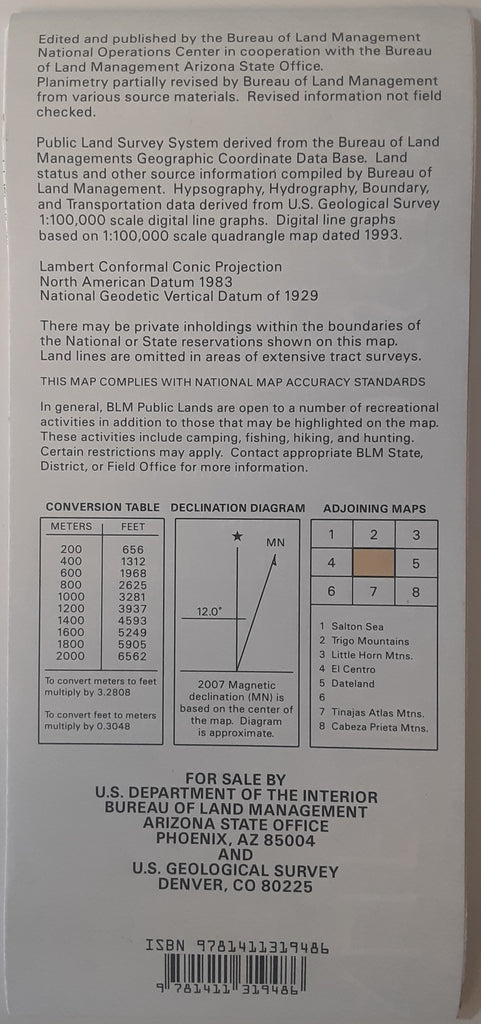 Edited and published by the Bureau of Land Management
National Operations Center in cooperation with the Bureau
of Land Management Arizona State Office.
Planimetry partially revised by Bureau of Land Management
from various source materials. Revised information not field
checked.
Public Land Survey System derived from the Bureau of Land
Managements Geographic Coordinate Data Base. Land
status and other source information compiled by Bureau of
Land Management. Hypsography, Hydrography, Boundary,
and Transportation data derived from U.S. Geological Survey
1:100,000 scale digital line graphs. Digital line graphs
based on 1:100,000 scale quadrangle map dated 1993.
Lambert Conformal Conic Projection
North American Datum 1983
National Geodetic Vertical Datum of 1929
There may be private inholdings within the boundaries of
the National or State reservations shown on this map.
Land lines are omitted in areas of extensive tract surveys.
THIS MAP COMPLIES WITH NATIONAL MAP ACCURACY STANDARDS
In general, BLM Public Lands are open to a number of recreational
activities in addition to those that may be highlighted on the map.
These activities include camping, fishing, hiking, and hunting.
Certain restrictions may apply. Contact appropriate BLM State,
District, or Field Office for more information.
CONVERSION TABLE
METERS FEET
200 656
400 1312
600 1968
800 2625
1000 3281
1200 3937
1400 4593
1600 5249
1800 5905
2000 6562
To convert meters to feet
multiply by 3.2808
To convert feet to meters
multiply by 0.3048
DECLINATION DIAGRAM
★
MN
12.0°
2007 Magnetic
declination (MN) is
based on the center of
the map. Diagram
is approximate.
ADJOINING MAPS
1 2 3
4 5
6 7 8
1 Salton Sea
2 Trigo Mountains
3 Little Horn Mtns.
4 El Centro
5 Dateland
6
7 Tinajas Atlas Mtns.
8 Cabeza Prieta Mtns.
FOR SALE BY
U.S. DEPARTMENT OF THE INTERIOR
BUREAU OF LAND MANAGEMENT
ARIZONA STATE OFFICE
PHOENIX, AZ 85004
AND
U.S. GEOLOGICAL SURVEY
DENVER, CO 80225
ISBN 9781411319486
9 781411 319486